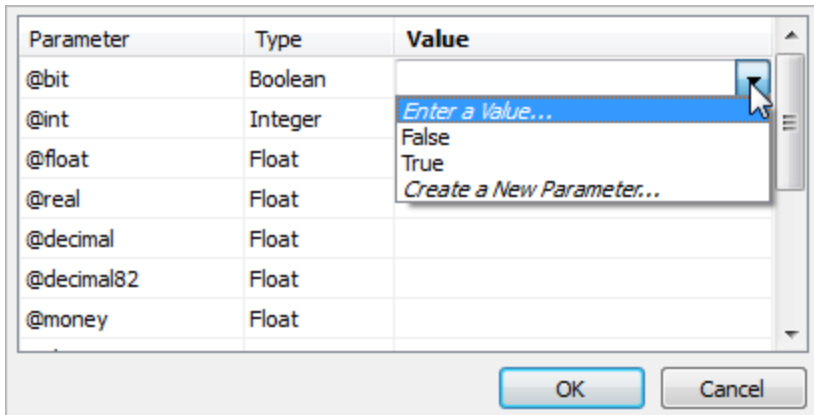 Parameter Type Value
@bit Boolean
@int Integer
Enter a Value...
False
True
Create a New Parameter...
@float Float
@real Float
@decimal Float
@decimal82 Float
@money Float
OK Cancel